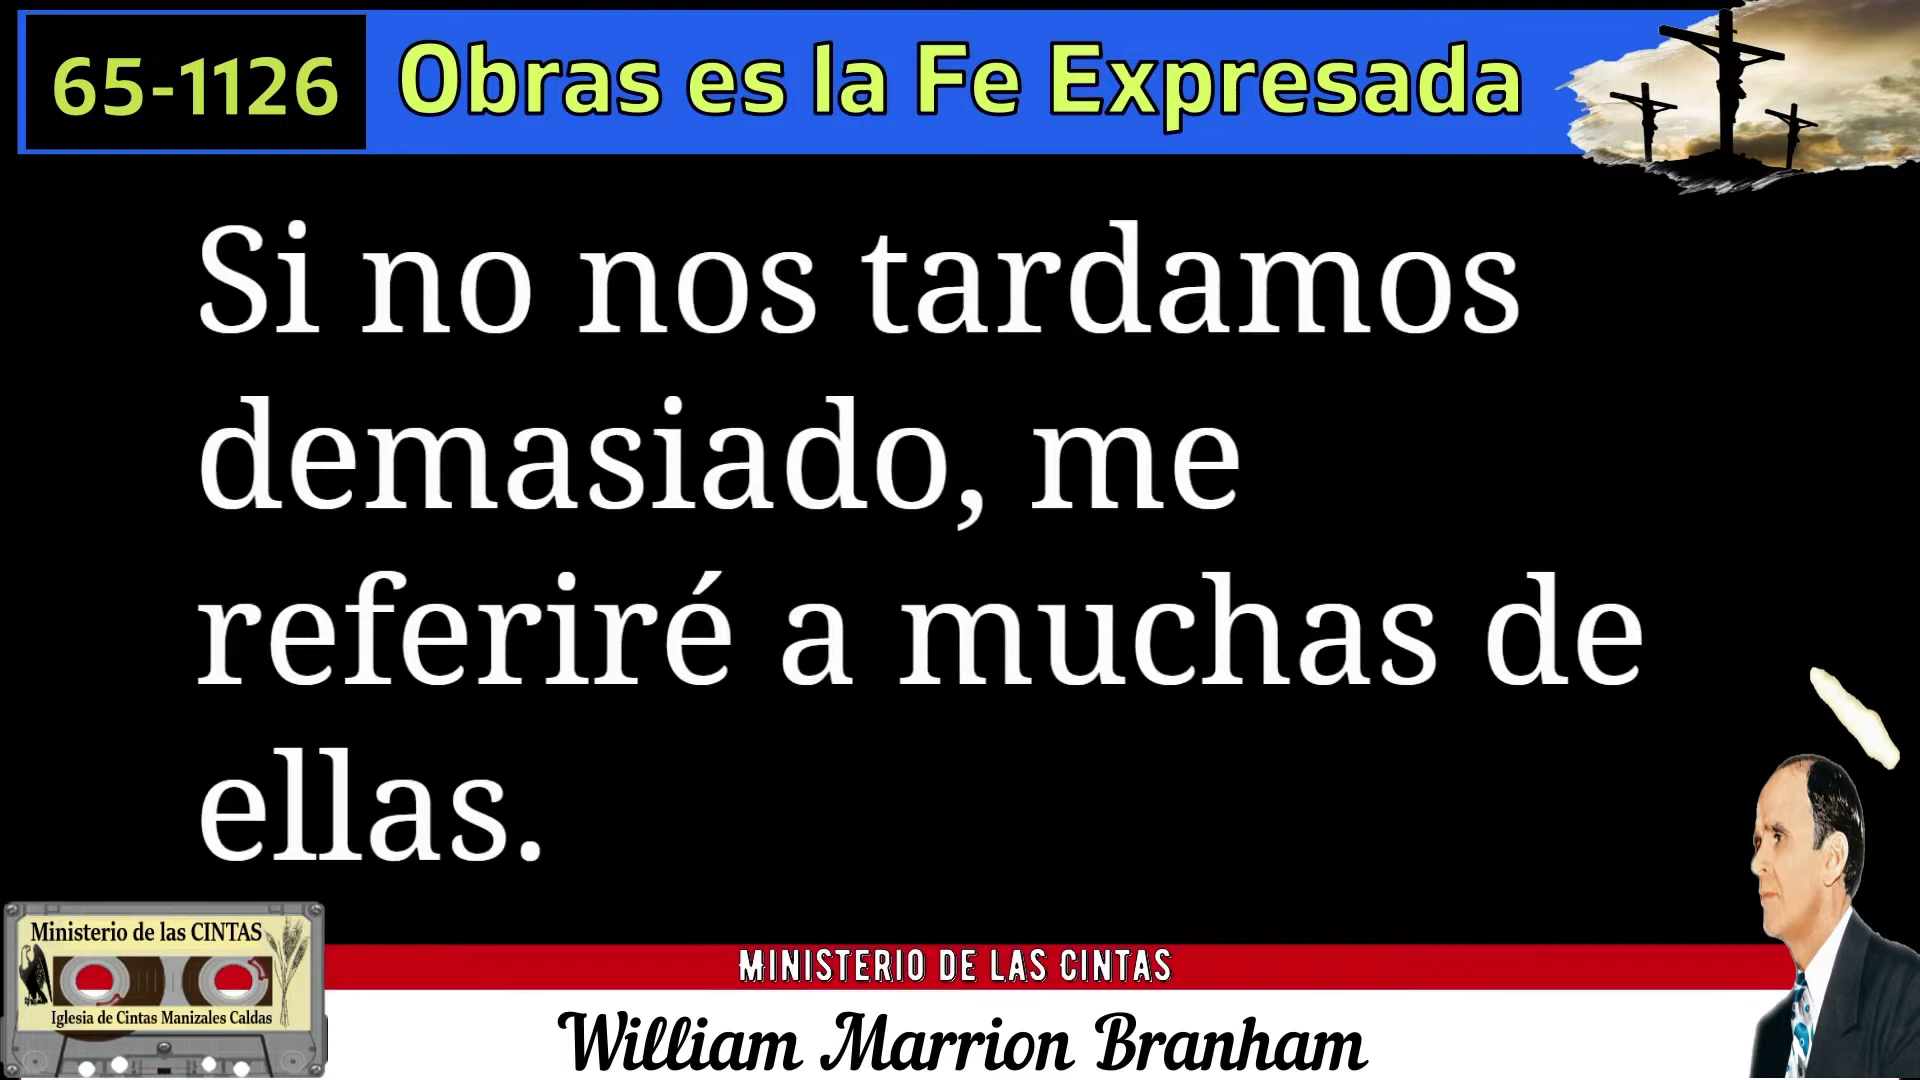 65-1126
Obras es la Fe Expresada
Si no nos tardamos
demasiado, me
referiré a muchas de
ellas.
Ministerio de las CINTAS
Iglesia de Cintas Manizales Caldas
MINISTERIO DE LAS CINTAS
William Marrion Branham